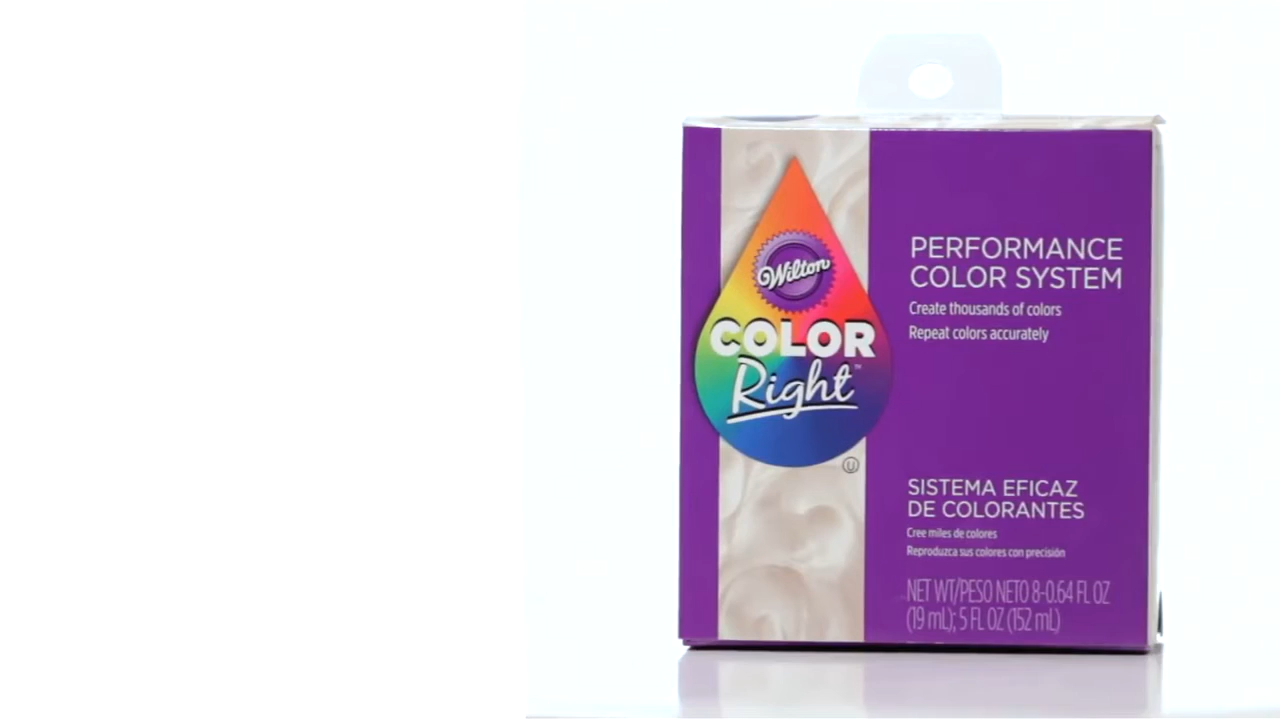 Wilton
COLOR
Right™
Ⓤ
PERFORMANCE
COLOR SYSTEM
Create thousands of colors
Repeat colors accurately
SISTEMA EFICAZ
DE COLORANTES
Cree miles de colores
Reproduzca sus colores con precisión
NET WT/PESO NETO 8-0.64 FL OZ
(19 mL); 5 FL OZ (152 mL)